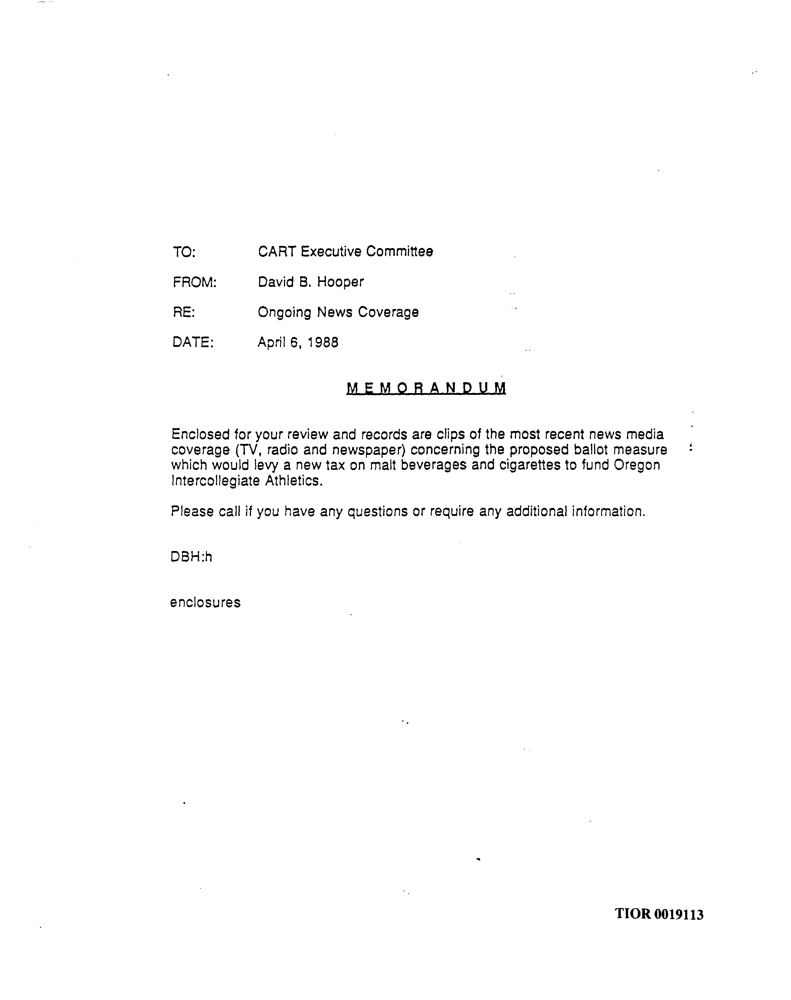 TO: CART Executive Committee
FROM: David B. Hooper
RE: Ongoing News Coverage
DATE: April 6, 1988
MEMORANDUM
Enclosed for your review and records are clips of the most recent news media
coverage (TV, radio and newspaper) concerning the proposed ballot measure
which would levy a new tax on malt beverages and cigarettes to fund Oregon
Intercollegiate Athletics.
Please call if you have any questions or require any additional information.
DBH:h
enclosures
TIOR 0019113